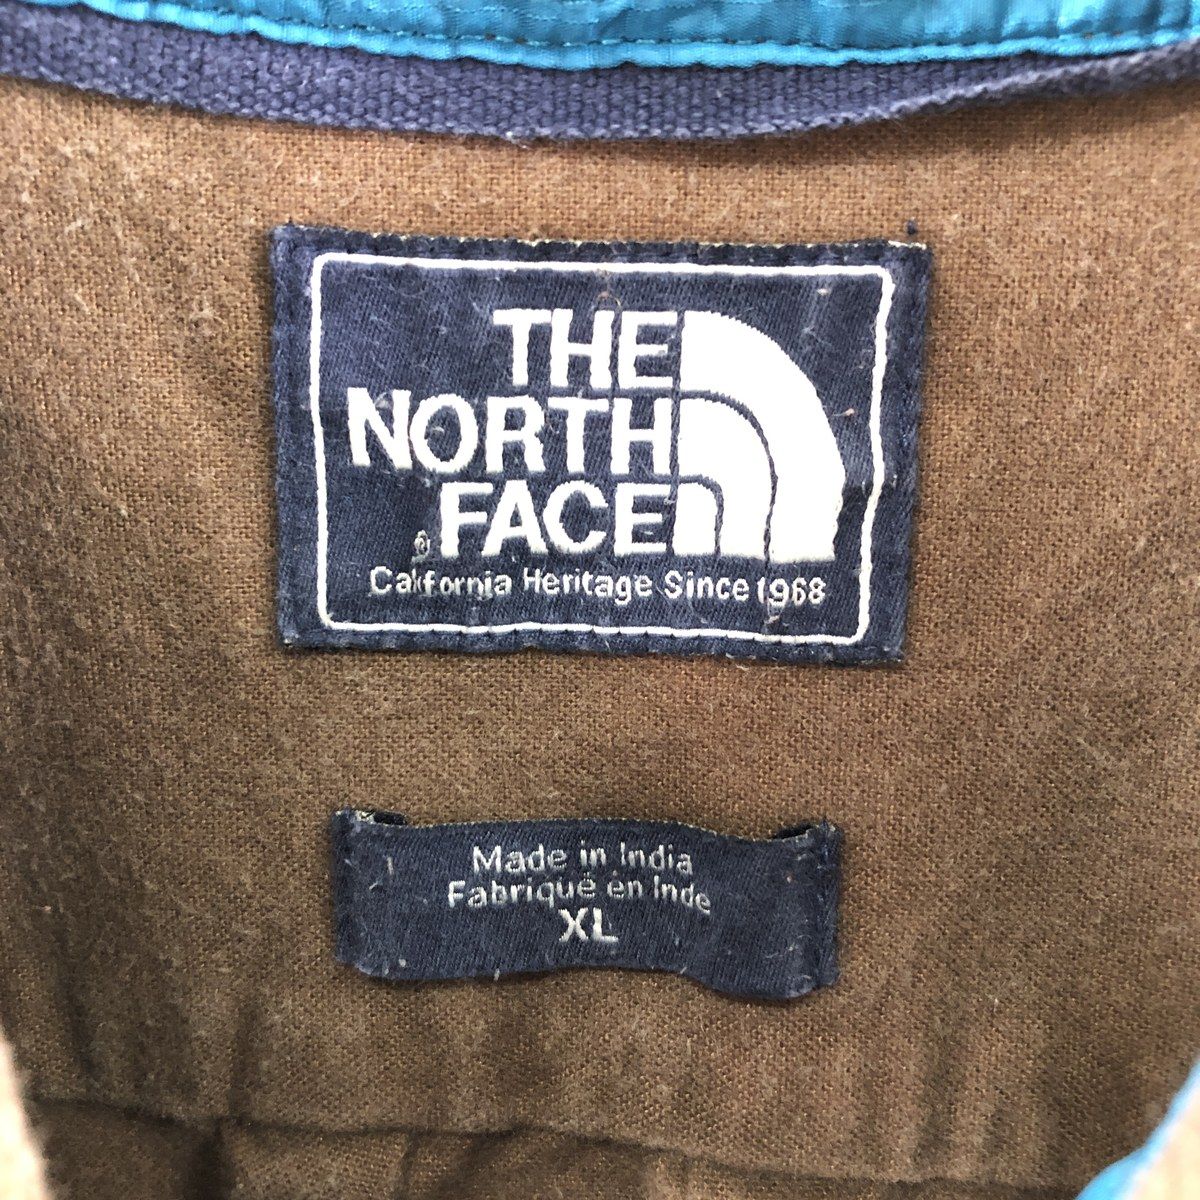 THE
NORTH
® FACE
California Heritage Since 1968
Made in India
Fabriqué en Inde
XL